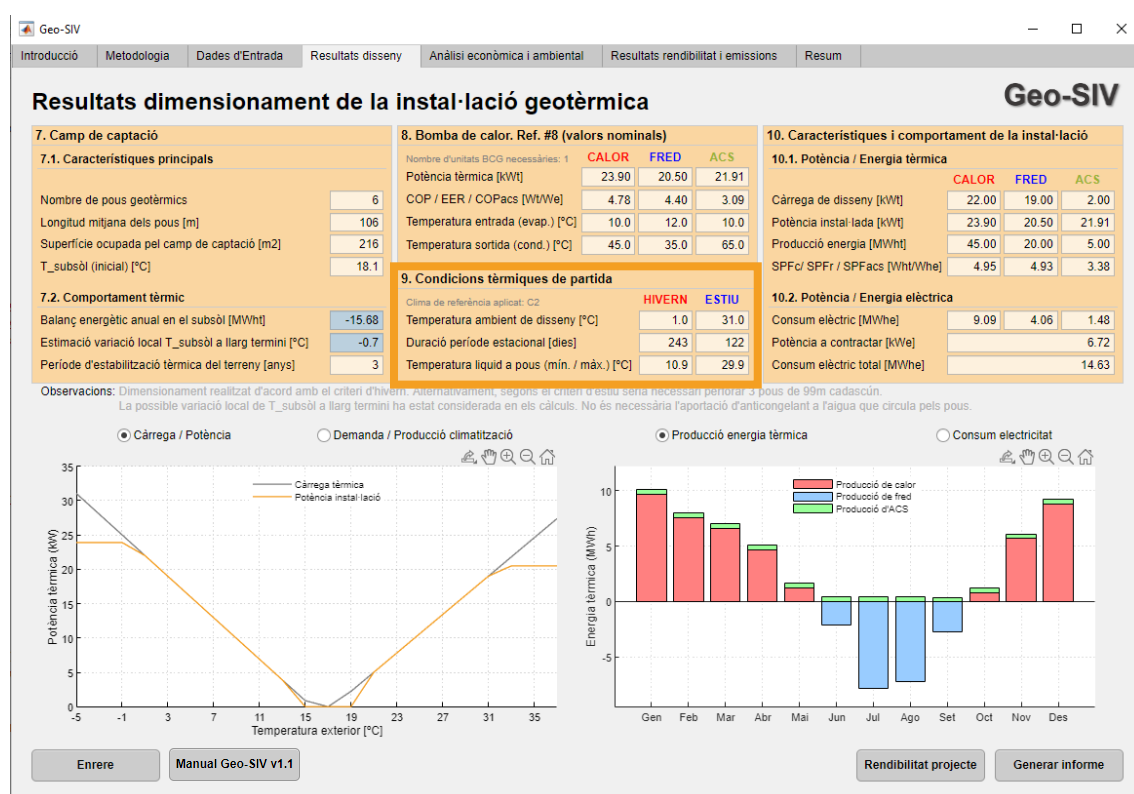 Geo-SIV
Introducció Metodologia Dades d'Entrada Resultats disseny Anàlisi econòmica i ambiental Resultats rendibilitat i emissions Resum
Resultats dimensionament de la instal·lació geotèrmica
Geo-SIV
7. Camp de captació
7.1. Característiques principals
Nombre de pous geotèrmics 6
Longitud mitjana dels pous [m] 106
Superfície ocupada pel camp de captació [m2] 216
T_subsòl (inicial) [ºC] 18.1
7.2. Comportament tèrmic
Balanç energètic anual en el subsòl [MWht] -15.68
Estimació variació local T_subsòl a llarg termini [ºC] -0.7
Període d'estabilització tèrmica del terreny [anys] 3
8. Bomba de calor. Ref. #8 (valors nominals)
Nombre d'unitats BCG necessàries: 1 CALOR FRED ACS
Potència tèrmica [kWt] 23.90 20.50 21.91
COP / EER / COPacs [Wt/We] 4.78 4.40 3.09
Temperatura entrada (evap.) [ºC] 10.0 12.0 10.0
Temperatura sortida (cond.) [ºC] 45.0 35.0 65.0
9. Condicions tèrmiques de partida
Clima de referència aplicat: C2 HIVERN ESTIU
Temperatura ambient de disseny [ºC] 1.0 31.0
Duració període estacional [dies] 243 122
Temperatura liquid a pous (mín. / máx.) [ºC] 10.9 29.9
10. Característiques i comportament de la instal·lació
10.1. Potència / Energia tèrmica
CALOR FRED ACS
Càrrega de disseny [kWt] 22.00 19.00 2.00
Potència instal·lada [kWt] 23.90 20.50 21.91
Producció energia [MWht] 45.00 20.00 5.00
SPFc/ SPFr / SPFacs [Wht/Whe] 4.95 4.93 3.38
10.2. Potència / Energia elèctrica
Consum elèctric [MWhe] 9.09 4.06 1.48
Potència a contractar [kWe] 6.72
Consum elèctric total [MWhe] 14.63
Observacions: Dimensionament realitzat d'acord amb el criteri d'hivern. Alternativament, segons el criteri d'estiu seria necessari perforar 3 pous de 99m cadascún.
La possible variació local de T_subsòl a llarg termini ha estat considerada en els càlculs. No és necessària l'aportació d'anticongelant a l'aigua que circula pels pous.
Càrrega / Potència Demanda / Producció climatització
Producció energia tèrmica Consum electricitat
Càrrega tèrmica
Potència instal·lació
35
30
25
20
15
10
5
0
Potència tèrmica (kW)
-5 -1 3 7 11 15 19 23 27 31 35
Temperatura exterior [ºC]
Producció de calor
Producció de fred
Producció d'ACS
10
5
0
-5
Energia tèrmica (MWh)
Gen Feb Mar Abr Mai Jun Jul Ago Set Oct Nov Des
Enrere Manual Geo-SIV v1.1 Rendibilitat projecte Generar informe